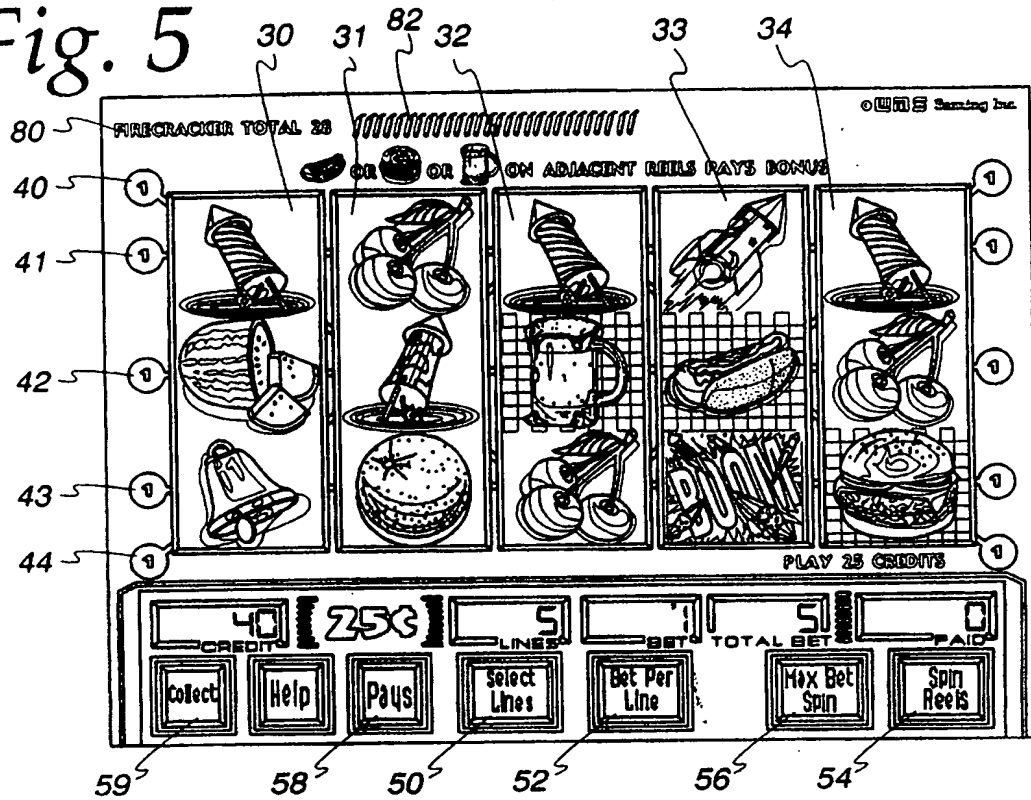 Fig. 5
30 31 82 32 33 34
© WMS Gaming Inc.
80 FIRECRACKER TOTAL 28
OR OR ON ADJACENT REELS PAYS BONUS
40 1 1
41 1 1
42 1 1
43 1 BOOM 1
44 1 1
PLAY 25 CREDITS
40 25¢ 5 1 5 0
CREDIT LINES BET TOTAL BET PAID
Collect Help Pays Select Lines Bet Per Line Max Bet Spin Spin Reels
59 58 50 52 56 54